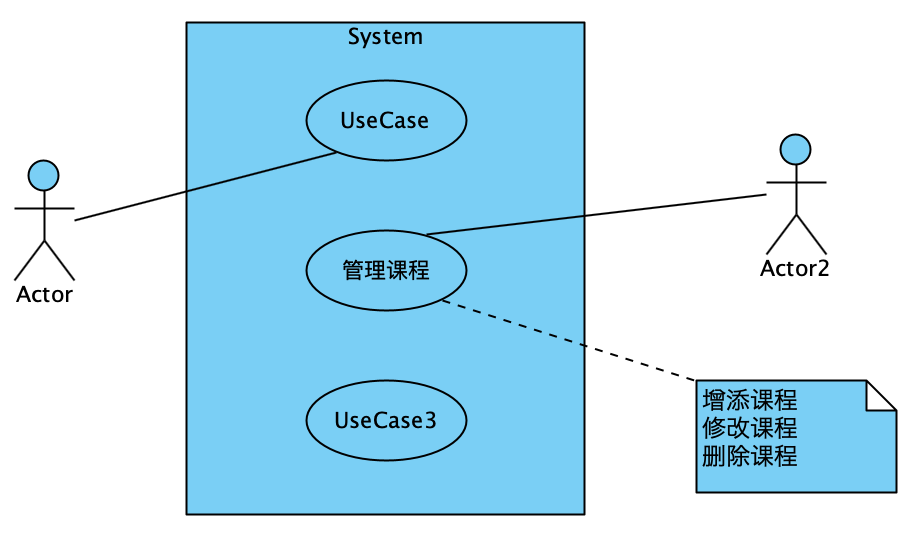 System
UseCase
Actor
管理课程
Actor2
UseCase3
增添课程
修改课程
删除课程